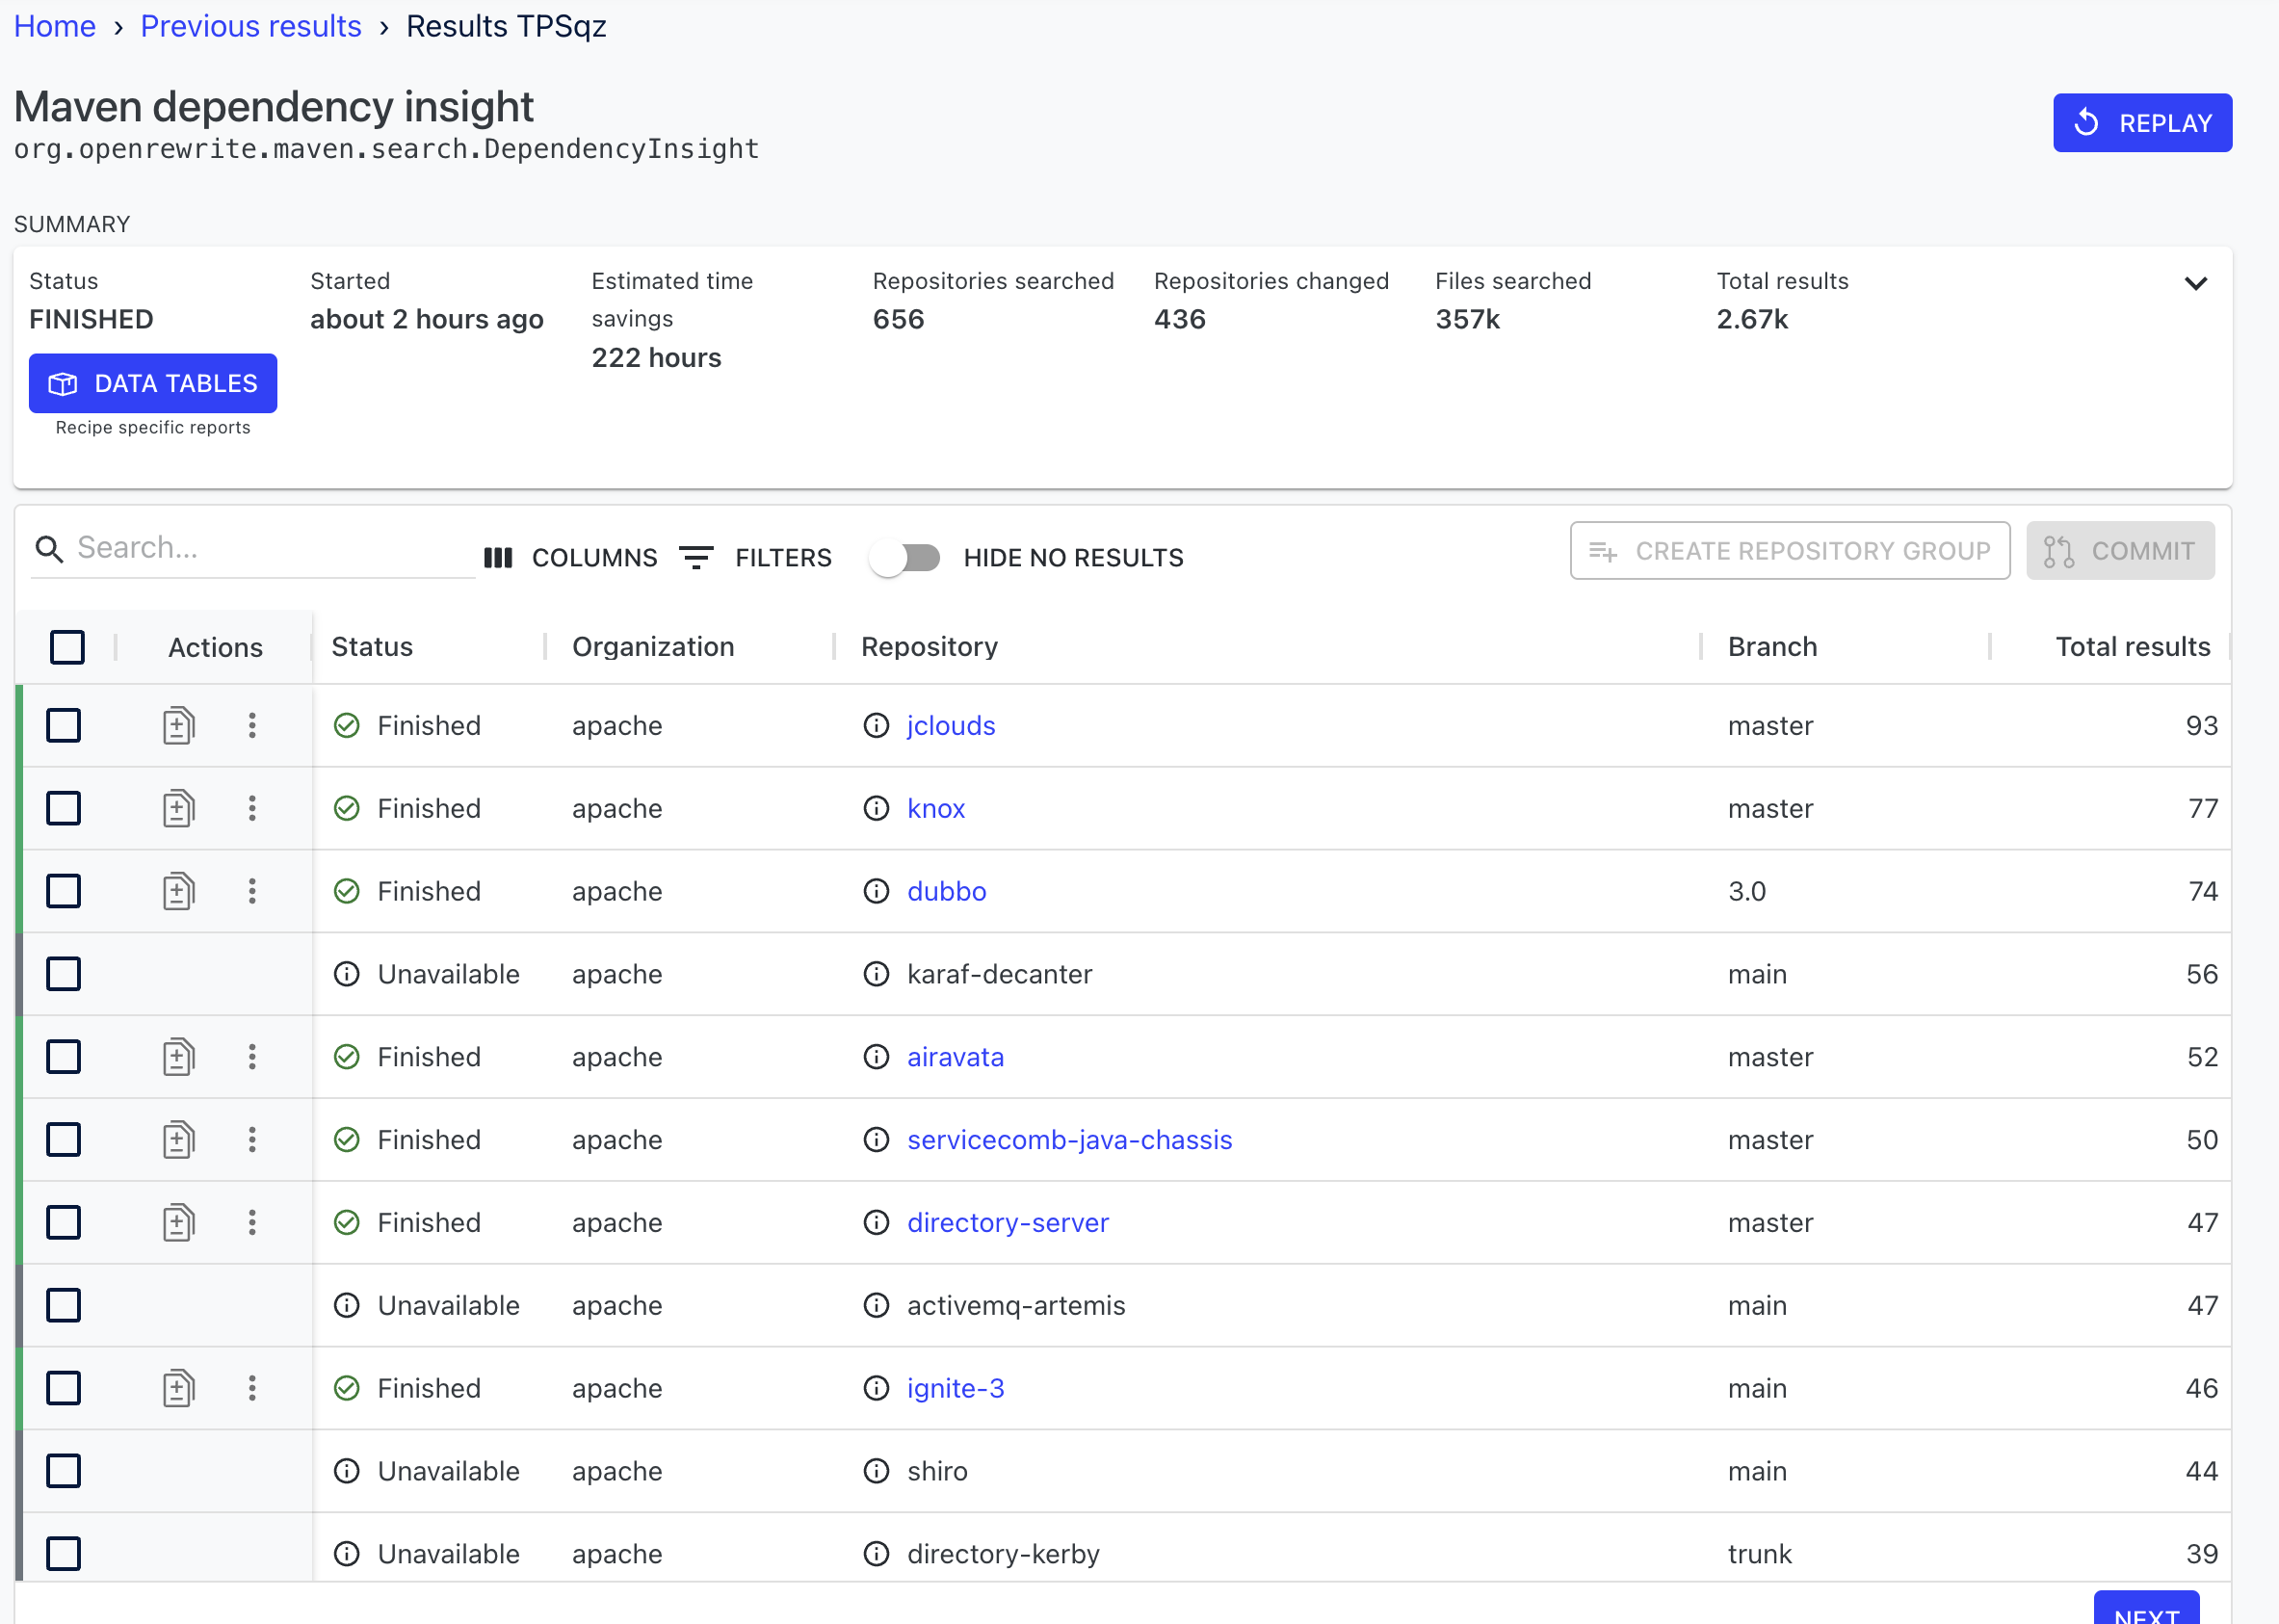 Home › Previous results › Results TPSqz
Maven dependency insight
org.openrewrite.maven.search.DependencyInsight
REPLAY
SUMMARY
Status Started Estimated time savings Repositories searched Repositories changed Files searched Total results
FINISHED about 2 hours ago 222 hours 656 436 357k 2.67k
DATA TABLES
Recipe specific reports
Search... COLUMNS FILTERS HIDE NO RESULTS CREATE REPOSITORY GROUP COMMIT
Actions Status Organization Repository Branch Total results
Finished apache jclouds master 93
Finished apache knox master 77
Finished apache dubbo 3.0 74
Unavailable apache karaf-decanter main 56
Finished apache airavata master 52
Finished apache servicecomb-java-chassis master 50
Finished apache directory-server master 47
Unavailable apache activemq-artemis main 47
Finished apache ignite-3 main 46
Unavailable apache shiro main 44
Unavailable apache directory-kerby trunk 39
NEXT